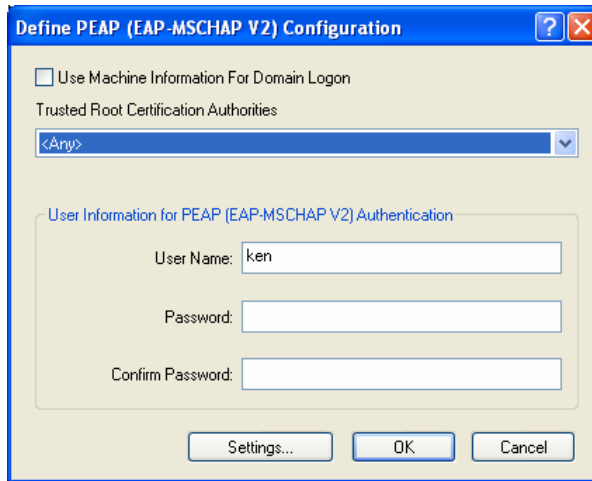 Define PEAP (EAP-MSCHAP V2) Configuration
Use Machine Information For Domain Logon
Trusted Root Certification Authorities
<Any>
User Information for PEAP (EAP-MSCHAP V2) Authentication
User Name: ken
Password:
Confirm Password:
Settings... OK Cancel